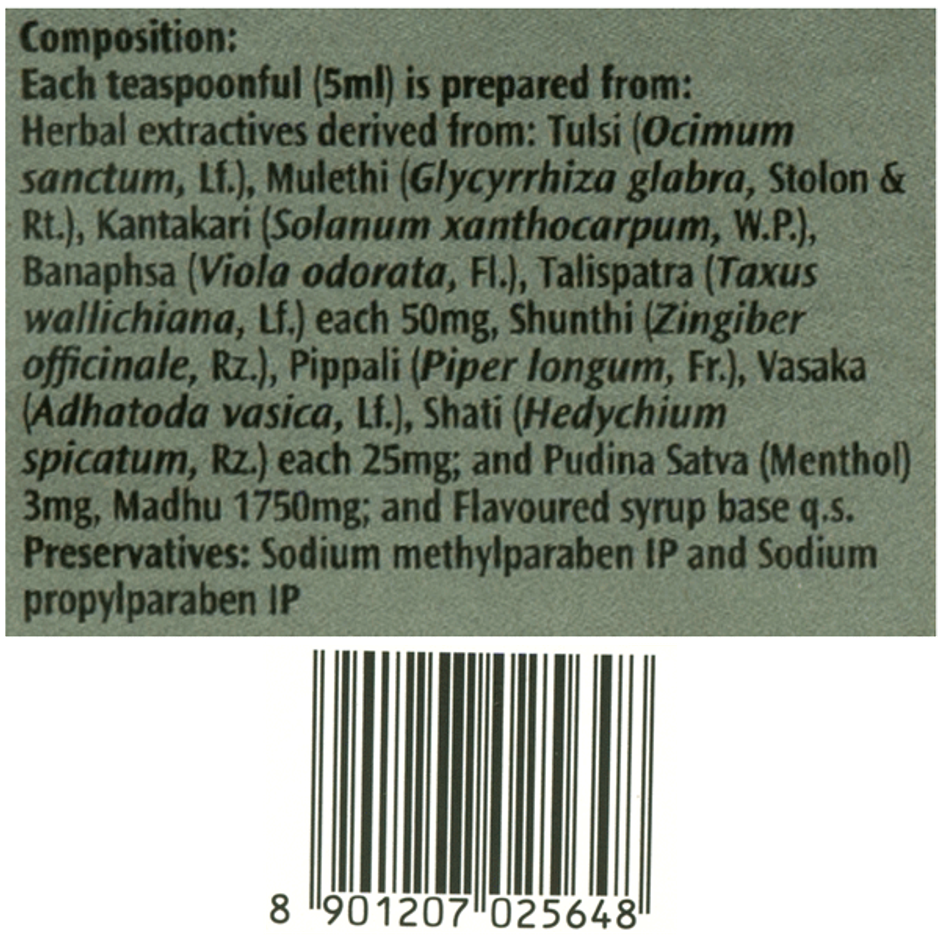 Composition:
Each teaspoonful (5ml) is prepared from:
Herbal extractives derived from: Tulsi (Ocimum
sanctum, Lf.), Mulethi (Glycyrrhiza glabra, Stolon &
Rt.), Kantakari (Solanum xanthocarpum, W.P.),
Banaphsa (Viola odorata, Fl.), Talispatra (Taxus
wallichiana, Lf.) each 50mg, Shunthi (Zingiber
officinale, Rz.), Pippali (Piper longum, Fr.), Vasaka
(Adhatoda vasica, Lf.), Shati (Hedychium
spicatum, Rz.) each 25mg; and Pudina Satva (Menthol)
3mg, Madhu 1750mg; and Flavoured syrup base q.s.
Preservatives: Sodium methylparaben IP and Sodium
propylparaben IP
8 901207 025648